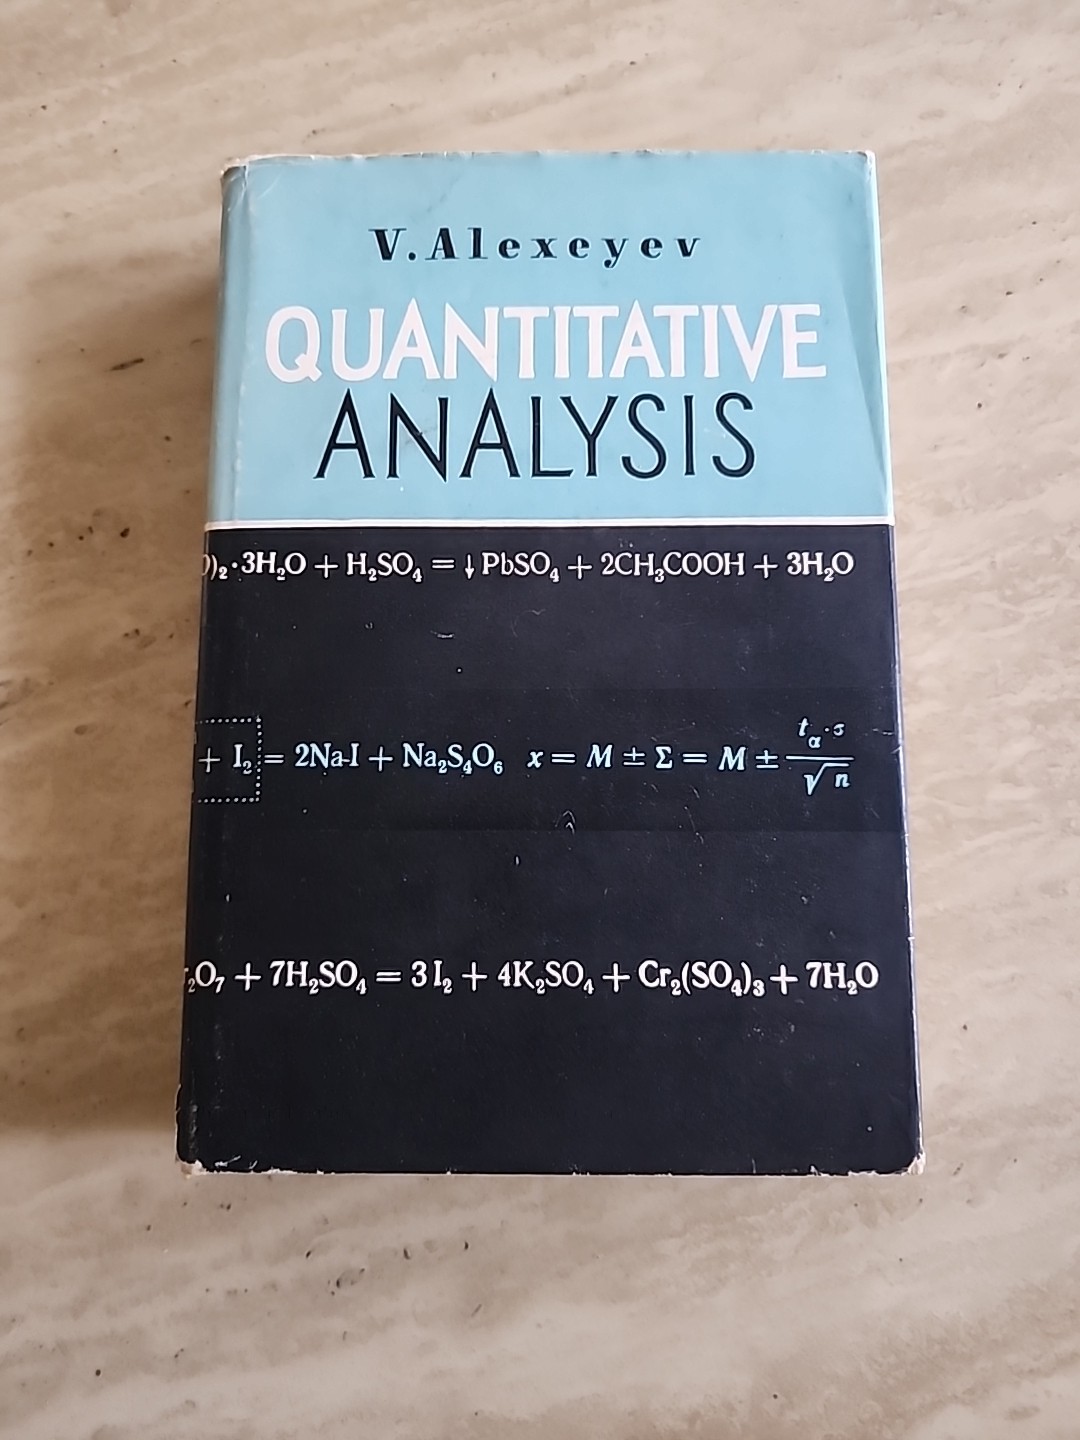 V. Alexeyev
QUANTITATIVE
ANALYSIS
)₂·3H₂O + H₂SO₄ = ↓PbSO₄ + 2CH₃COOH + 3H₂O
+ I₂ = 2NaI + Na₂S₄O₆ x = M ± Σ = M ± tα·σ / √n
₂O₇ + 7H₂SO₄ = 3I₂ + 4K₂SO₄ + Cr₂(SO₄)₃ + 7H₂O